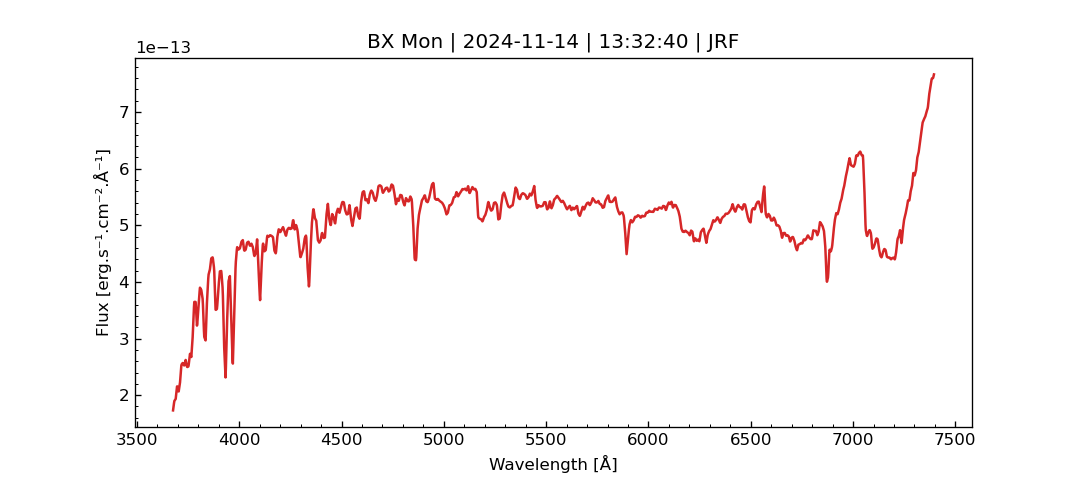 BX Mon | 2024-11-14 | 13:32:40 | JRF
1e−13
7
6
5
4
3
2
Flux [erg.s⁻¹.cm⁻².Å⁻¹]
3500 4000 4500 5000 5500 6000 6500 7000 7500
Wavelength [Å]